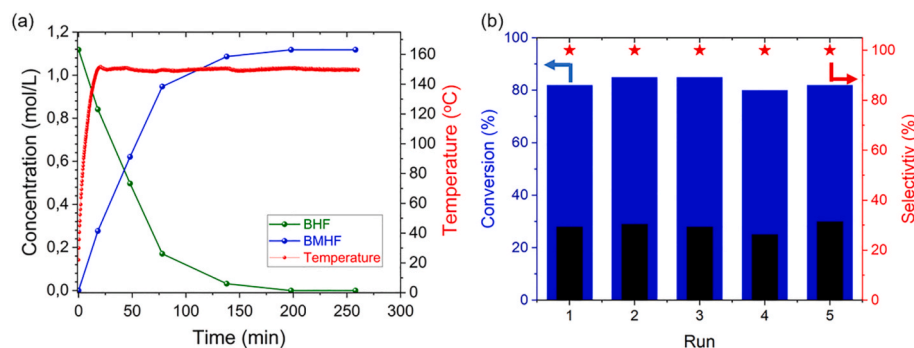 (a)
Concentration (mol/L)
1,2
1,0
0,8
0,6
0,4
0,2
0,0
0 50 100 150 200 250 300
Time (min)
BHF
BMHF
Temperature
160
140
120
100
80
60
40
20
0
Temperature (ºC)
(b)
Conversion (%)
100
80
60
40
20
0
1 2 3 4 5
Run
100
80
60
40
20
0
Selectivtiy (%)